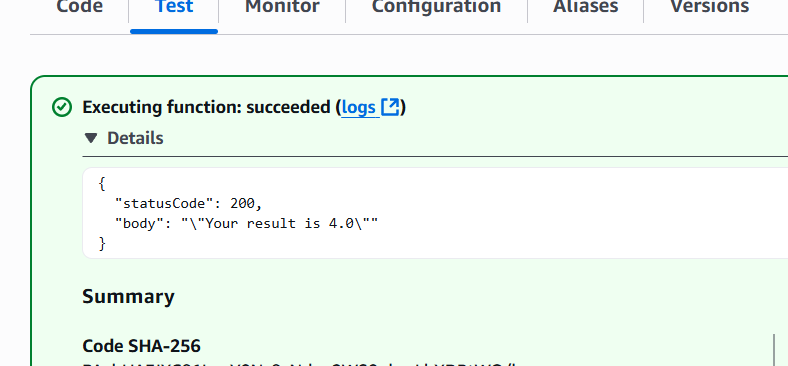 Code Test Monitor Configuration Aliases Versions
Executing function: succeeded (logs)
Details
{
"statusCode": 200,
"body": "\"Your result is 4.0\""
}
Summary
Code SHA-256